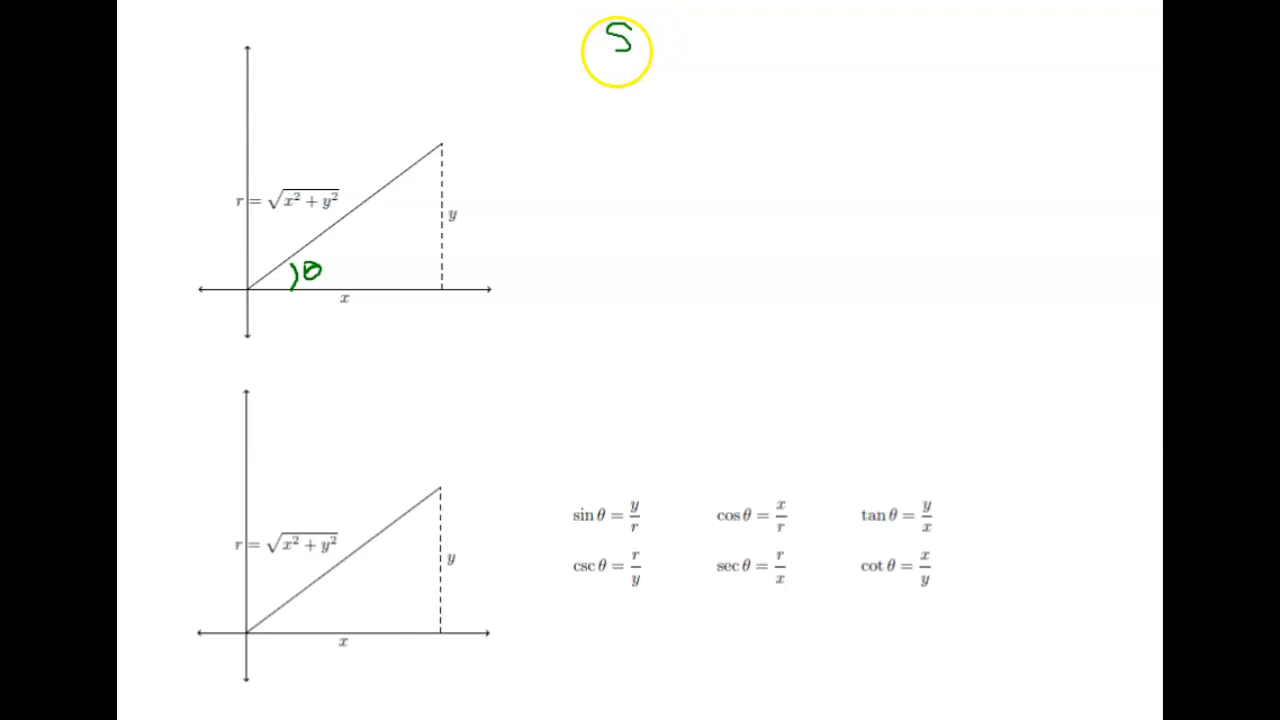 S
r = √(x² + y²)
y
θ
x
r = √(x² + y²)
y
x
sin θ = y/r   cos θ = x/r   tan θ = y/x
csc θ = r/y   sec θ = r/x   cot θ = x/y